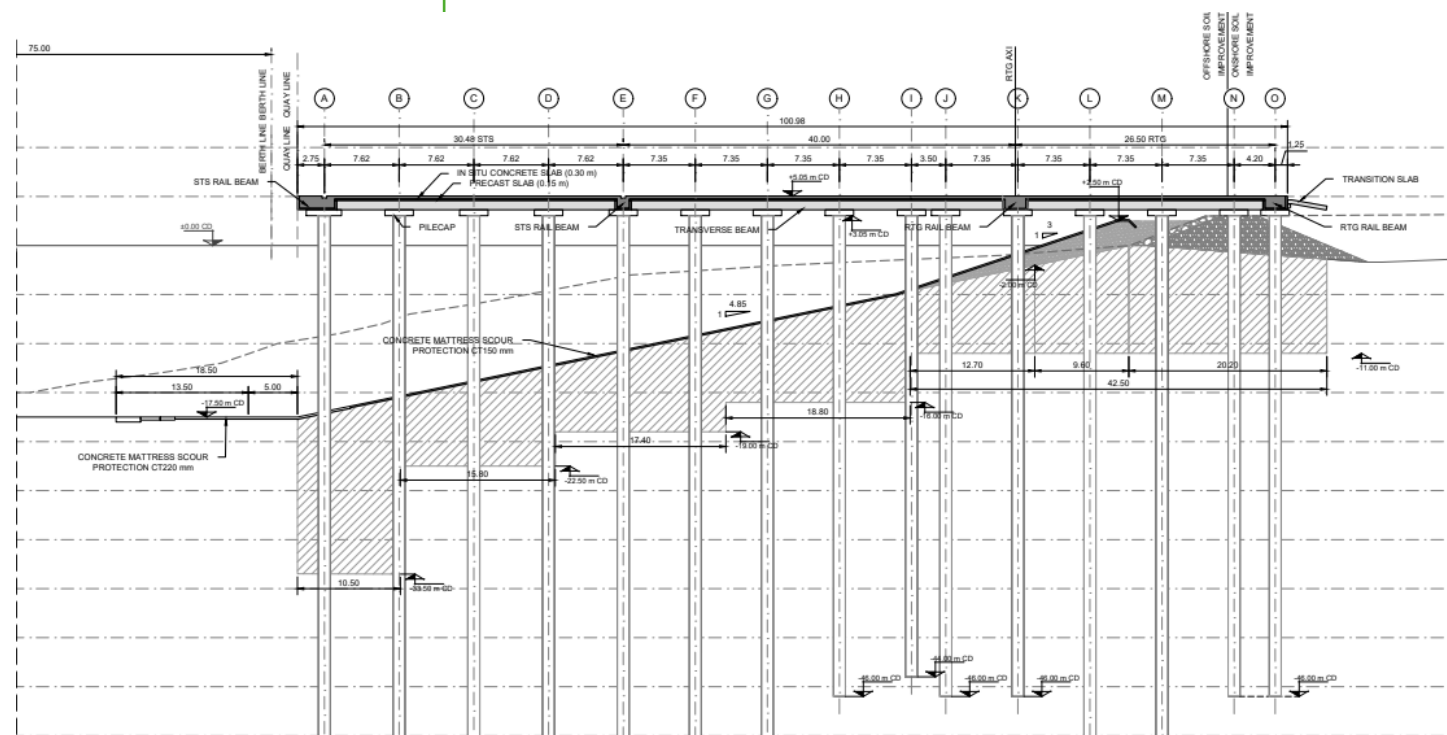 75.00
BERTH LINE BERTH LINE
QUAY LINE QUAY LINE
RTG AXI
OFFSHORE SOIL
IMPROVEMENT
ONSHORE SOIL
IMPROVEMENT
A B C D E F G H I J K L M N O
100.98
30.48 STS 40.00 26.50 RTG
2.75 7.62 7.62 7.62 7.62 7.35 7.35 7.35 7.35 3.50 7.35 7.35 7.35 7.35 4.20 1.25
IN SITU CONCRETE SLAB (0.30 m)
PRECAST SLAB (0.15 m)
STS RAIL BEAM
+5.05 m CD
+2.50 m CD
TRANSITION SLAB
±0.00 CD
PILECAP
STS RAIL BEAM
TRANSVERSE BEAM
+3.05 m CD
RTG RAIL BEAM
RTG RAIL BEAM
1 3
-2.00 m CD
1 4.85
CONCRETE MATTRESS SCOUR
PROTECTION CT150 mm
18.50
13.50 5.00
-17.50 m CD
12.70 9.60 20.20
-11.00 m CD
42.50
18.80
-16.00 m CD
CONCRETE MATTRESS SCOUR
PROTECTION CT220 mm
17.40
-19.00 m CD
15.80
-22.50 m CD
10.50
-33.50 m CD
-44.00 m CD
-46.00 m CD
-46.00 m CD
-46.00 m CD
-46.00 m CD